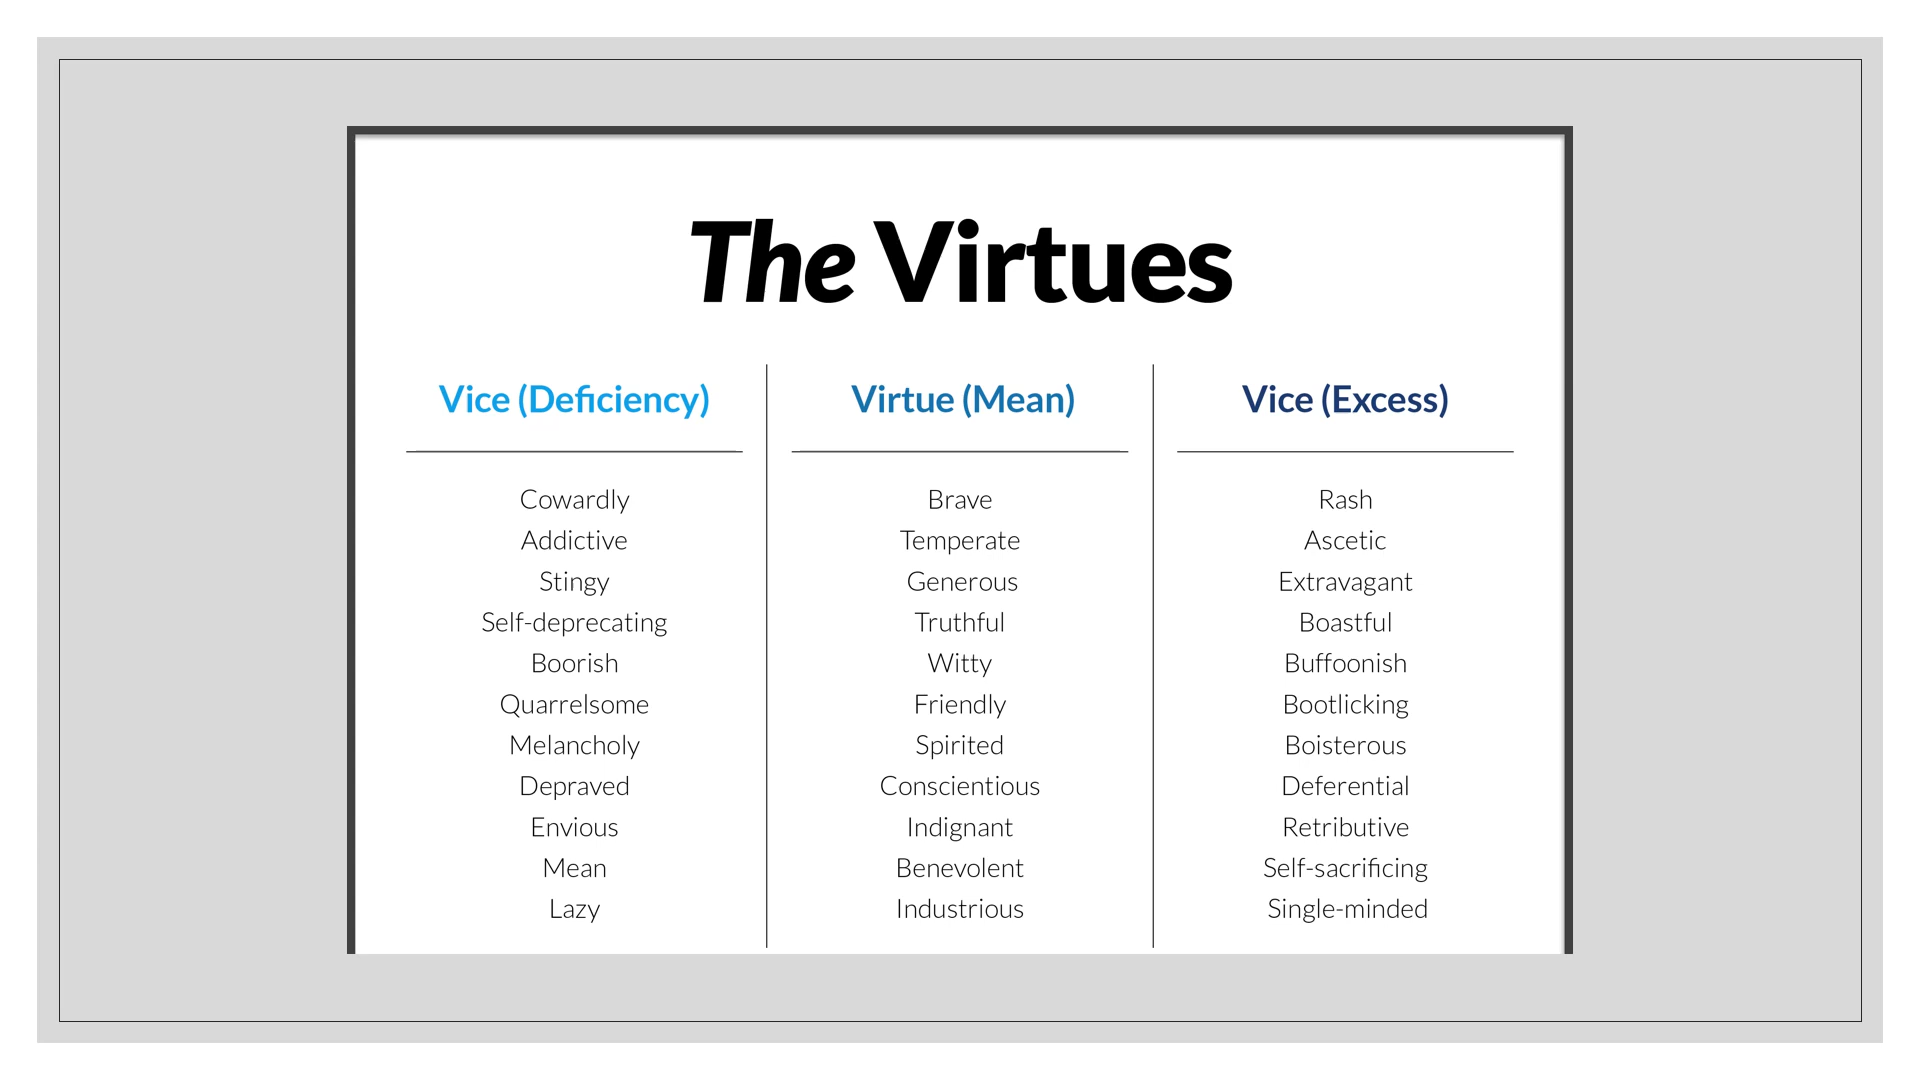 The Virtues
Vice (Deficiency)
Virtue (Mean)
Vice (Excess)
Cowardly
Brave
Rash
Addictive
Temperate
Ascetic
Stingy
Generous
Extravagant
Self-deprecating
Truthful
Boastful
Boorish
Witty
Buffoonish
Quarrelsome
Friendly
Bootlicking
Melancholy
Spirited
Boisterous
Depraved
Conscientious
Deferential
Envious
Indignant
Retributive
Mean
Benevolent
Self-sacrificing
Lazy
Industrious
Single-minded